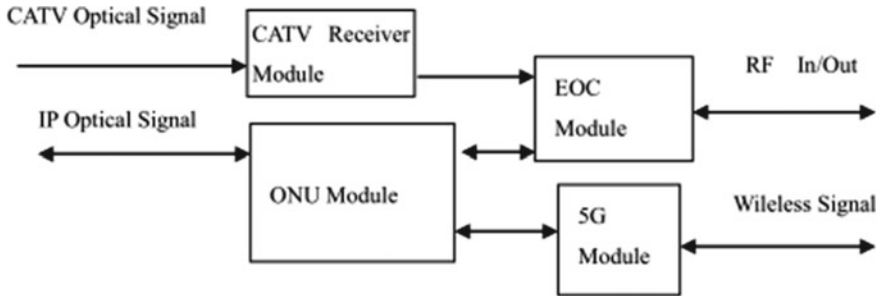 CATV Optical Signal
CATV Receiver
Module
RF In/Out
EOC
Module
IP Optical Signal
ONU Module
5G
Module
Wileless Signal